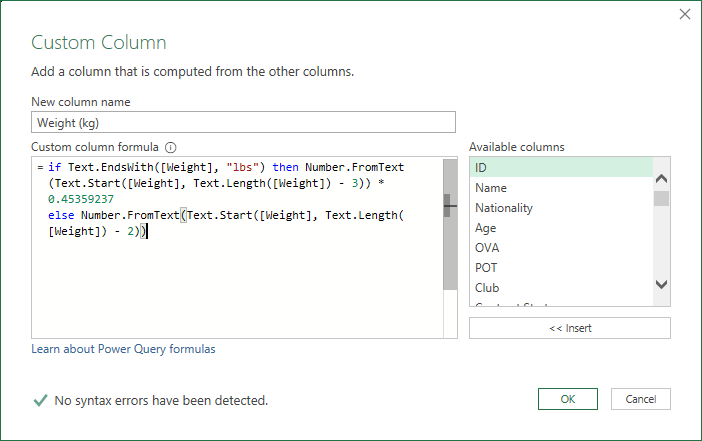 Custom Column
Add a column that is computed from the other columns.
New column name
Weight (kg)
Custom column formula
Available columns
= if Text.EndsWith([Weight], "lbs") then Number.FromText
(Text.Start([Weight], Text.Length([Weight]) - 3)) *
0.45359237
else Number.FromText(Text.Start([Weight], Text.Length(
[Weight]) - 2))
ID
Name
Nationality
Age
OVA
POT
Club
<< Insert
Learn about Power Query formulas
No syntax errors have been detected.
OK
Cancel